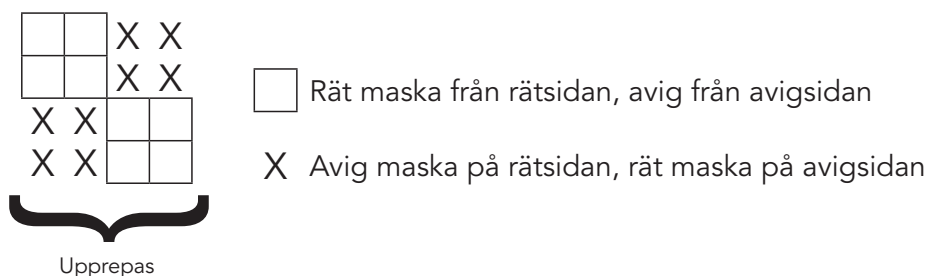 X X
X X
X X
X X
Rät maska från rätsidan, avig från avigsidan
X Avig maska på rätsidan, rät maska på avigsidan
Upprepas